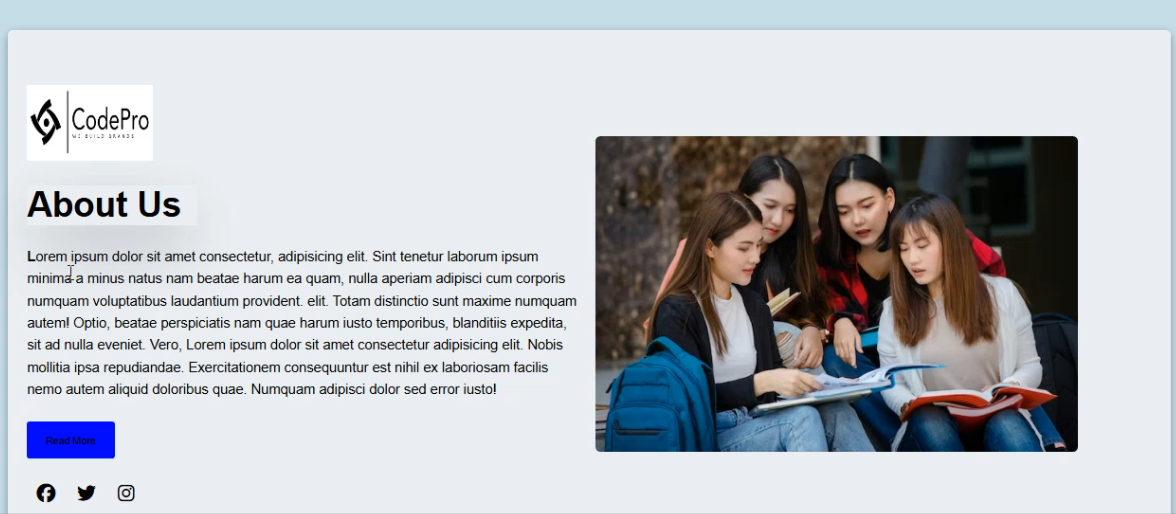 CodePro
WE BUILD BRANDS
About Us
Lorem ipsum dolor sit amet consectetur, adipisicing elit. Sint tenetur laborum ipsum
minima a minus natus nam beatae harum ea quam, nulla aperiam adipisci cum corporis
numquam voluptatibus laudantium provident. elit. Totam distinctio sunt maxime numquam
autem! Optio, beatae perspiciatis nam quae harum iusto temporibus, blanditiis expedita,
sit ad nulla eveniet. Vero, Lorem ipsum dolor sit amet consectetur adipisicing elit. Nobis
mollitia ipsa repudiandae. Exercitationem consequuntur est nihil ex laboriosam facilis
nemo autem aliquid doloribus quae. Numquam adipisci dolor sed error iusto!
Read More